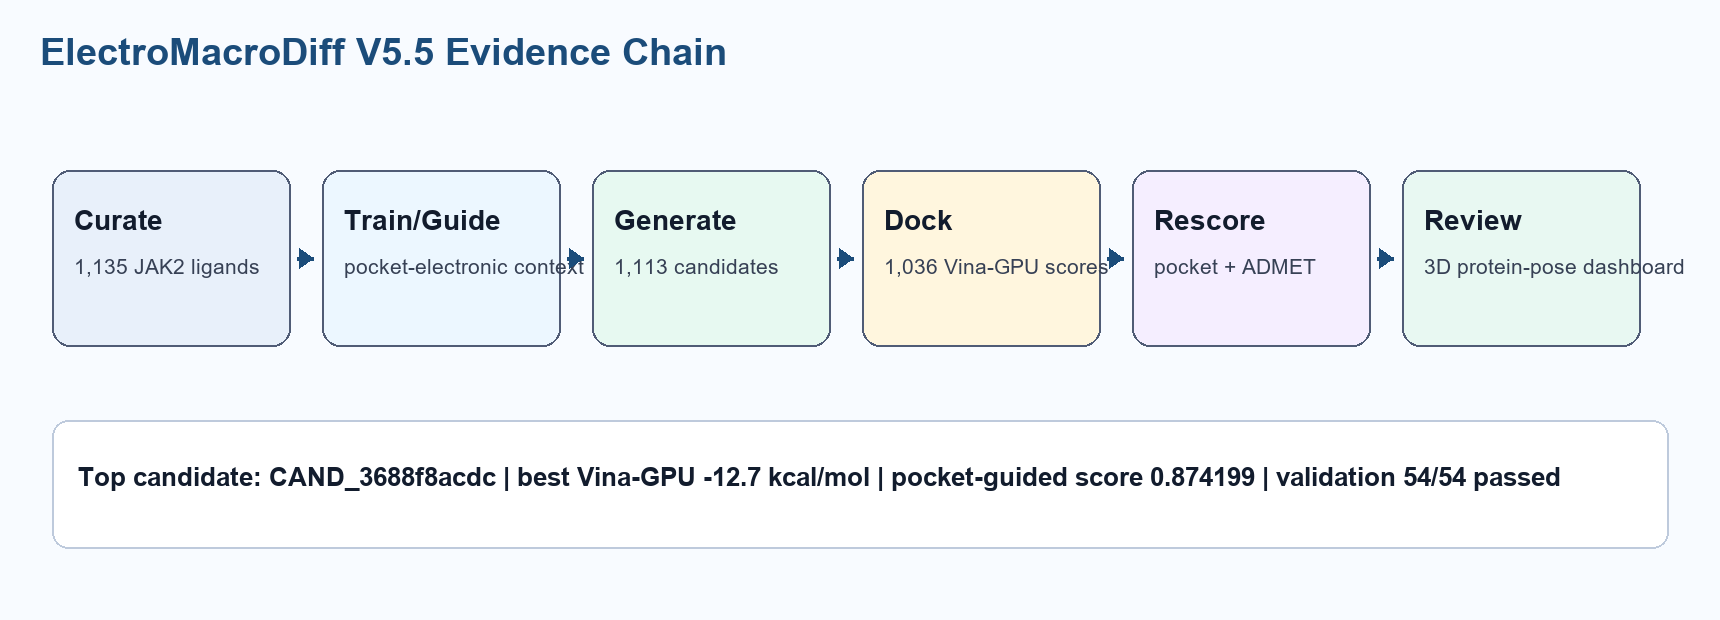 ElectroMacroDiff V5.5 Evidence Chain
Curate
1,135 JAK2 ligands
Train/Guide
pocket-electronic context
Generate
1,113 candidates
Dock
1,036 Vina-GPU scores
Rescore
pocket + ADMET
Review
3D protein-pose dashboard
Top candidate: CAND_3688f8acdc | best Vina-GPU -12.7 kcal/mol | pocket-guided score 0.874199 | validation 54/54 passed